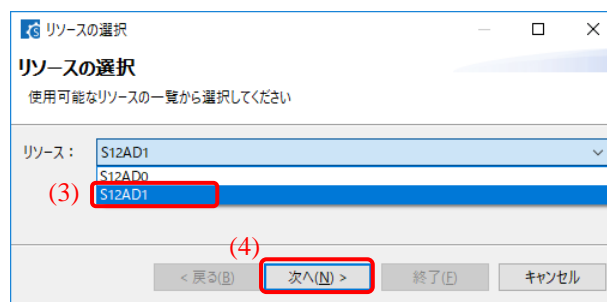 リソースの選択
リソースの選択
使用可能なリソースの一覧から選択してください
リソース： S12AD1
S12AD0
(3) S12AD1
(4)
< 戻る(B) 次へ(N) > 終了(F) キャンセル